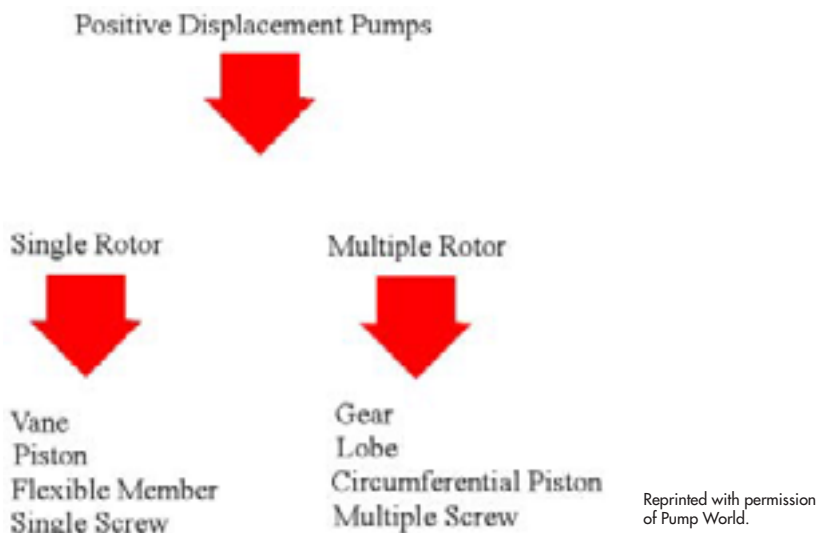 Positive Displacement Pumps
Single Rotor
Multiple Rotor
Vane
Piston
Flexible Member
Single Screw
Gear
Lobe
Circumferential Piston
Multiple Screw
Reprinted with permission
of Pump World.